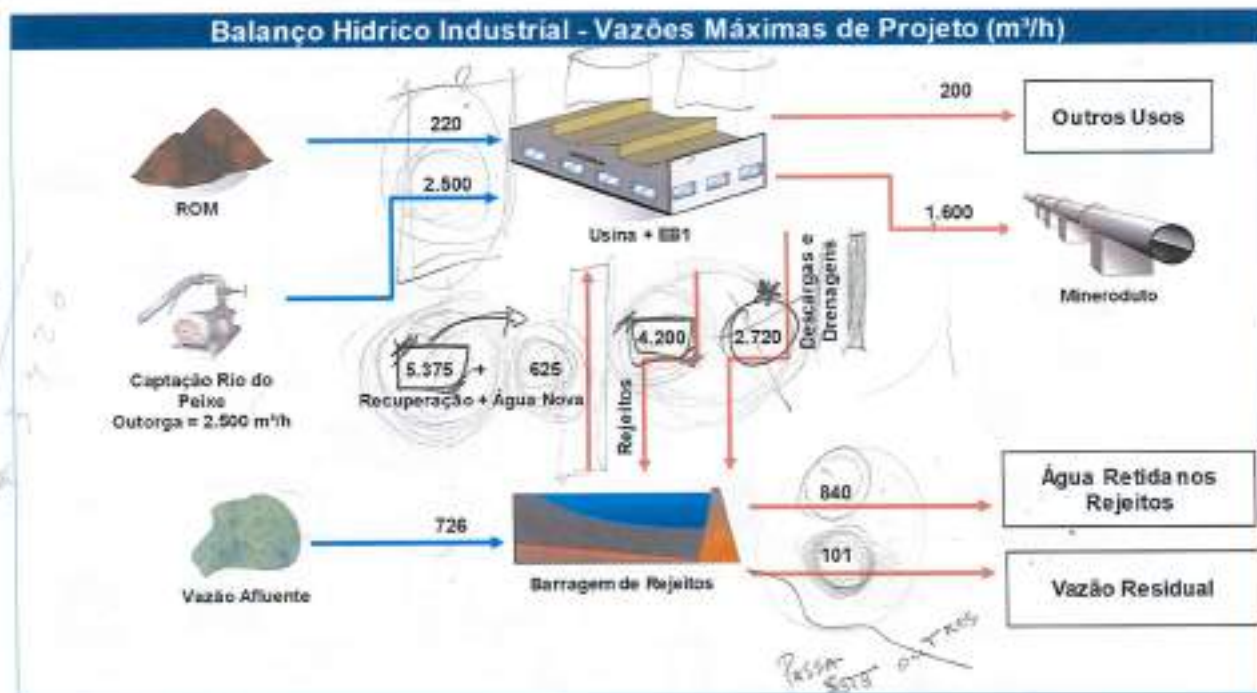 Balanço Hídrico Industrial - Vazões Máximas de Projeto (m³/h)
220
ROM
2.500
Usina + EB1
200
Outros Usos
1.600
Mineroduto
Captação Rio do
Peixe
Outorga = 2.500 m³/h
5.375 + 625
Recuperação + Água Nova
4.200
Rejeitos
2.720
Descargas e
Drenagens
Vazão Afluente
726
Barragem de Rejeitos
840
Água Retida nos
Rejeitos
101
Vazão Residual
PASSA